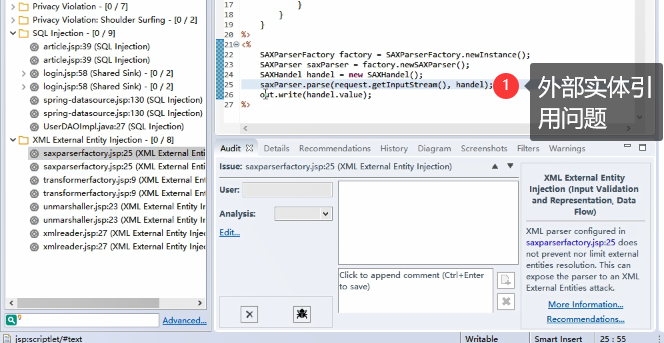 Privacy Violation - [0 / 7]
Privacy Violation: Shoulder Surfing - [0 / 2]
SQL Injection - [0 / 9]
article.jsp:39 (SQL Injection)
article.jsp:39 (SQL Injection)
login.jsp:58 (Shared Sink) - [0 / 2]
login.jsp:58 (Shared Sink) - [0 / 2]
spring-datasource.jsp:130 (SQL Injection)
spring-datasource.jsp:130 (SQL Injection)
UserDAOImpl.java:27 (SQL Injection)
XML External Entity Injection - [0 / 8]
saxparserfactory.jsp:25 (XML External Ent
saxparserfactory.jsp:25 (XML External Ent
transformerfactory.jsp:9 (XML External Ent
transformerfactory.jsp:9 (XML External Ent
unmarshaller.jsp:23 (XML External Entity Ir
unmarshaller.jsp:23 (XML External Entity Ir
xmlreader.jsp:27 (XML External Entity Inje
xmlreader.jsp:27 (XML External Entity Inje
Advanced...
jsp:scriptlet/#text
17 }
18 }
19 }
20 %>
21 <%
22 SAXParserFactory factory = SAXParserFactory.newInstance();
23 SAXParser saxParser = factory.newSAXParser();
24 SAXHandel handel = new SAXHandel();
25 saxParser.parse(request.getInputStream(), handel);
26 out.write(handel.value);
27 %>
1
外部实体引
用问题
Audit Details Recommendations History Diagram Screenshots Filters Warnings
Issue: saxparserfactory.jsp:25 (XML External Entity Injection)
User:
Analysis:
Edit...
Click to append comment (Ctrl+Enter
to save)
XML External Entity
Injection (Input Validation
and Representation, Data
Flow)
XML parser configured in
saxparserfactory.jsp:25 does
not prevent nor limit external
entities resolution. This can
expose the parser to an XML
External Entities attack.
More Information...
Recommendations...
Writable
Smart Insert
25 : 55